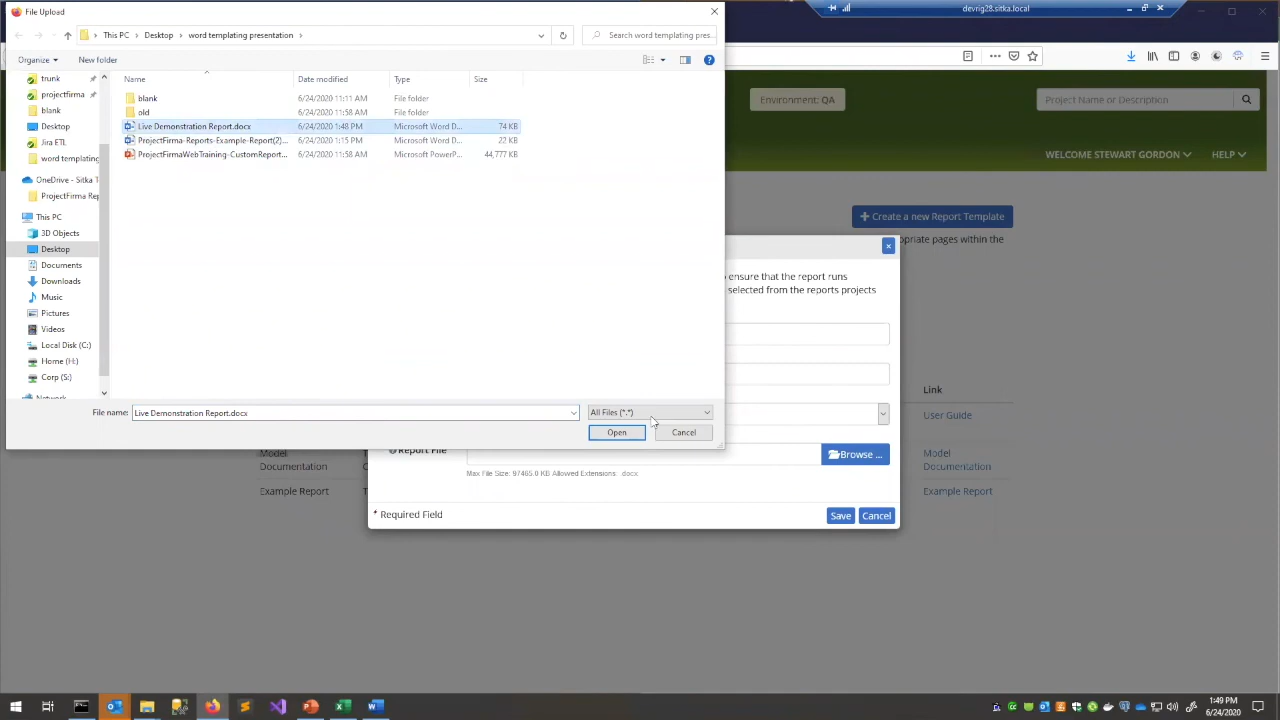 File Upload
devrig28.sitka.local
This PC > Desktop > word templating presentation >
Search word templating pres...
Organize
New folder
Name
Date modified
Type
Size
trunk
projectfirma
blank
Desktop
Jira ETL
word templating
OneDrive - Sitka T
ProjectFirma Rep
This PC
3D Objects
Desktop
Documents
Downloads
Music
Pictures
Videos
Local Disk (C:)
Home (H:)
Corp (S:)
Network
blank 6/24/2020 11:11 AM File folder
old 6/24/2020 11:58 AM File folder
Live Demonstration Report.docx 6/24/2020 1:48 PM Microsoft Word D... 74 KB
ProjectFirma-Reports-Example-Report(2)... 6/24/2020 1:15 PM Microsoft Word D... 22 KB
ProjectFirmaWebTraining-CustomReport... 6/24/2020 11:58 AM Microsoft PowerP... 44,777 KB
File name: Live Demonstration Report.docx
All Files (*.*)
Open
Cancel
Environment: QA
Project Name or Description
WELCOME STEWART GORDON
HELP
Create a new Report Template
opriate pages within the
o ensure that the report runs
selected from the reports projects
Link
User Guide
Report File
Browse ...
Max File Size: 97465.0 KB Allowed Extensions: .docx
Model
Documentation
Model
Documentation
Example Report
Example Report
* Required Field
Save
Cancel
1:49 PM
6/24/2020